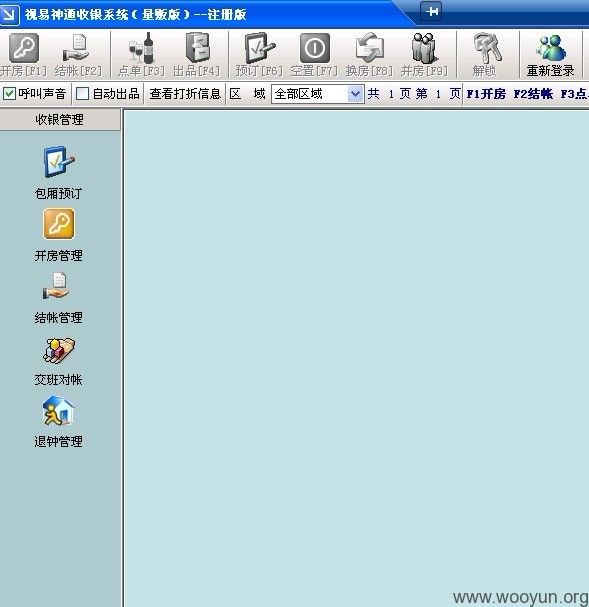 视易神通收银系统(量贩版)--注册版
开房[F1] 结帐[F2] 点单[F3] 出品[F4] 预订[F6] 空置[F7] 换房[F8] 并房[F9] 解锁 重新登录
呼叫声音 自动出品 查看打折信息 区 域 全部区域 共 1 页 第 1 页 F1开房 F2结帐 F3点
收银管理
包厢预订
开房管理
结帐管理
交班对帐
退钟管理
www.wooyun.org